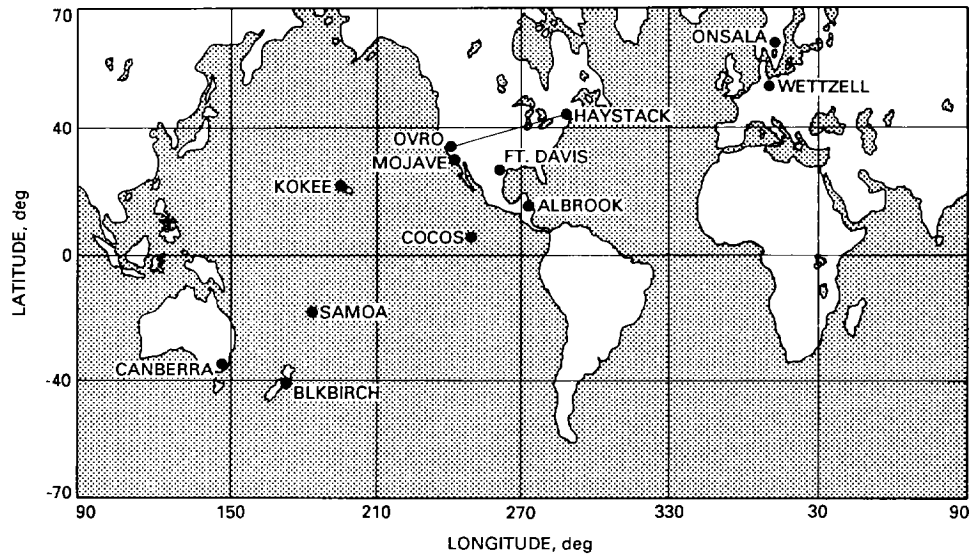 70
ONSALA
WETTZELL
HAYSTACK
40
OVRO
MOJAVE
FT. DAVIS
KOKEE
ALBROOK
COCOS
0
SAMOA
CANBERRA
-40
BLKBIRCH
-70
90 150 210 270 330 30 90
LATITUDE, deg
LONGITUDE, deg